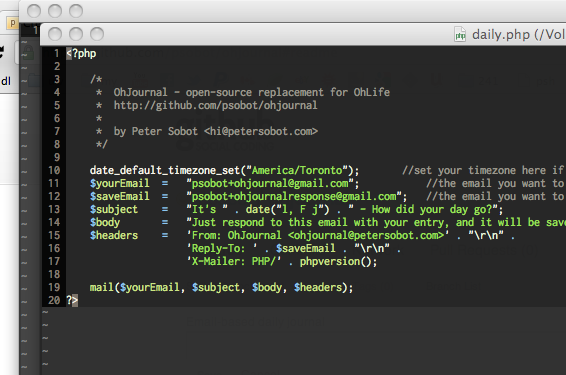 daily.php (/Vol
p
1
dl
1 <?php
2
3 /*
4 * OhJournal - open-source replacement for OhLife
5 * http://github.com/psobot/ohjournal
6 *
7 * by Peter Sobot <hi@petersobot.com>
8 */
9
10 date_default_timezone_set("America/Toronto"); //set your timezone here if
11 $yourEmail = "psobot+ohjournal@gmail.com"; //the email you want to
12 $saveEmail = "psobot+ohjournalresponse@gmail.com"; //the email you want to
13 $subject = "It's " . date("l, F j") . " - How did your day go?";
14 $body = "Just respond to this email with your entry, and it will be save
15 $headers = 'From: OhJournal <ohjournal@petersobot.com>' . "\r\n" .
16 'Reply-To: ' . $saveEmail . "\r\n" .
17 'X-Mailer: PHP/' . phpversion();
18
19 mail($yourEmail, $subject, $body, $headers);
20 ?>
~
~
~
~
~